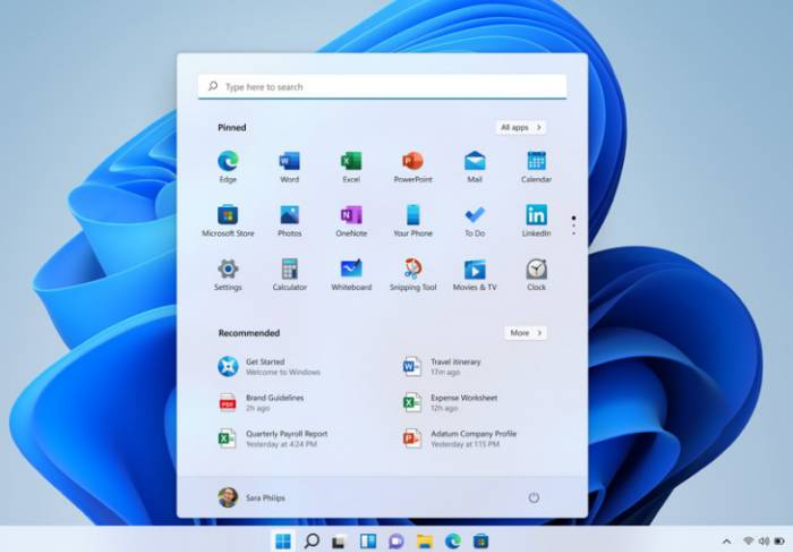 Type here to search
Pinned
All apps
Edge
Word
Excel
PowerPoint
Mail
Calendar
Microsoft Store
Photos
OneNote
Your Phone
To Do
LinkedIn
Settings
Calculator
Whiteboard
Snipping Tool
Movies & TV
Clock
Recommended
More
Get Started
Welcome to Windows
Travel itinerary
17m ago
Brand Guidelines
2h ago
Expense Worksheet
12h ago
Quarterly Payroll Report
Yesterday at 4:24 PM
Adatum Company Profile
Yesterday at 1:15 PM
Sara Philips